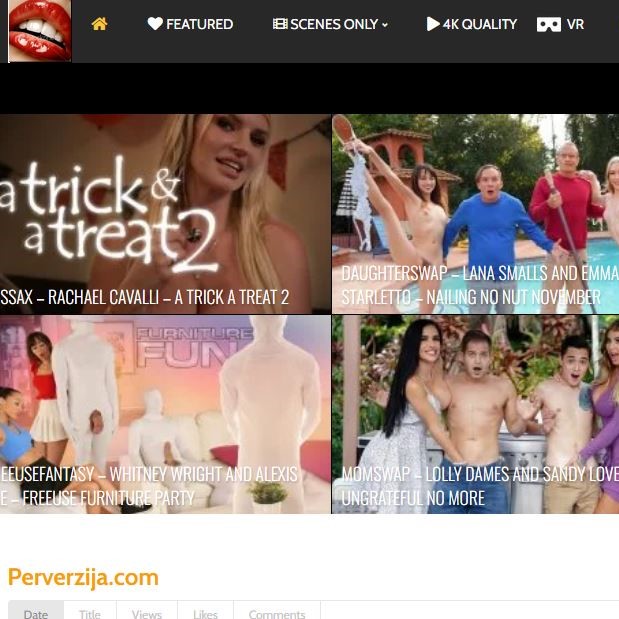 FEATURED
SCENES ONLY
4K QUALITY
VR
a trick &
a treat 2
SSAX – RACHAEL CAVALLI – A TRICK A TREAT 2
DAUGHTERSWAP – LANA SMALLS AND EMMA
STARLETTO – NAILING NO NUT NOVEMBER
FURNITURE
FUN
EEUSEFANTASY – WHITNEY WRIGHT AND ALEXIS
E – FREEUSE FURNITURE PARTY
MOMSWAP – LOLLY DAMES AND SANDY LOVE
UNGRATEFUL NO MORE
Perverzija.com
Date
Title
Views
Likes
Comments